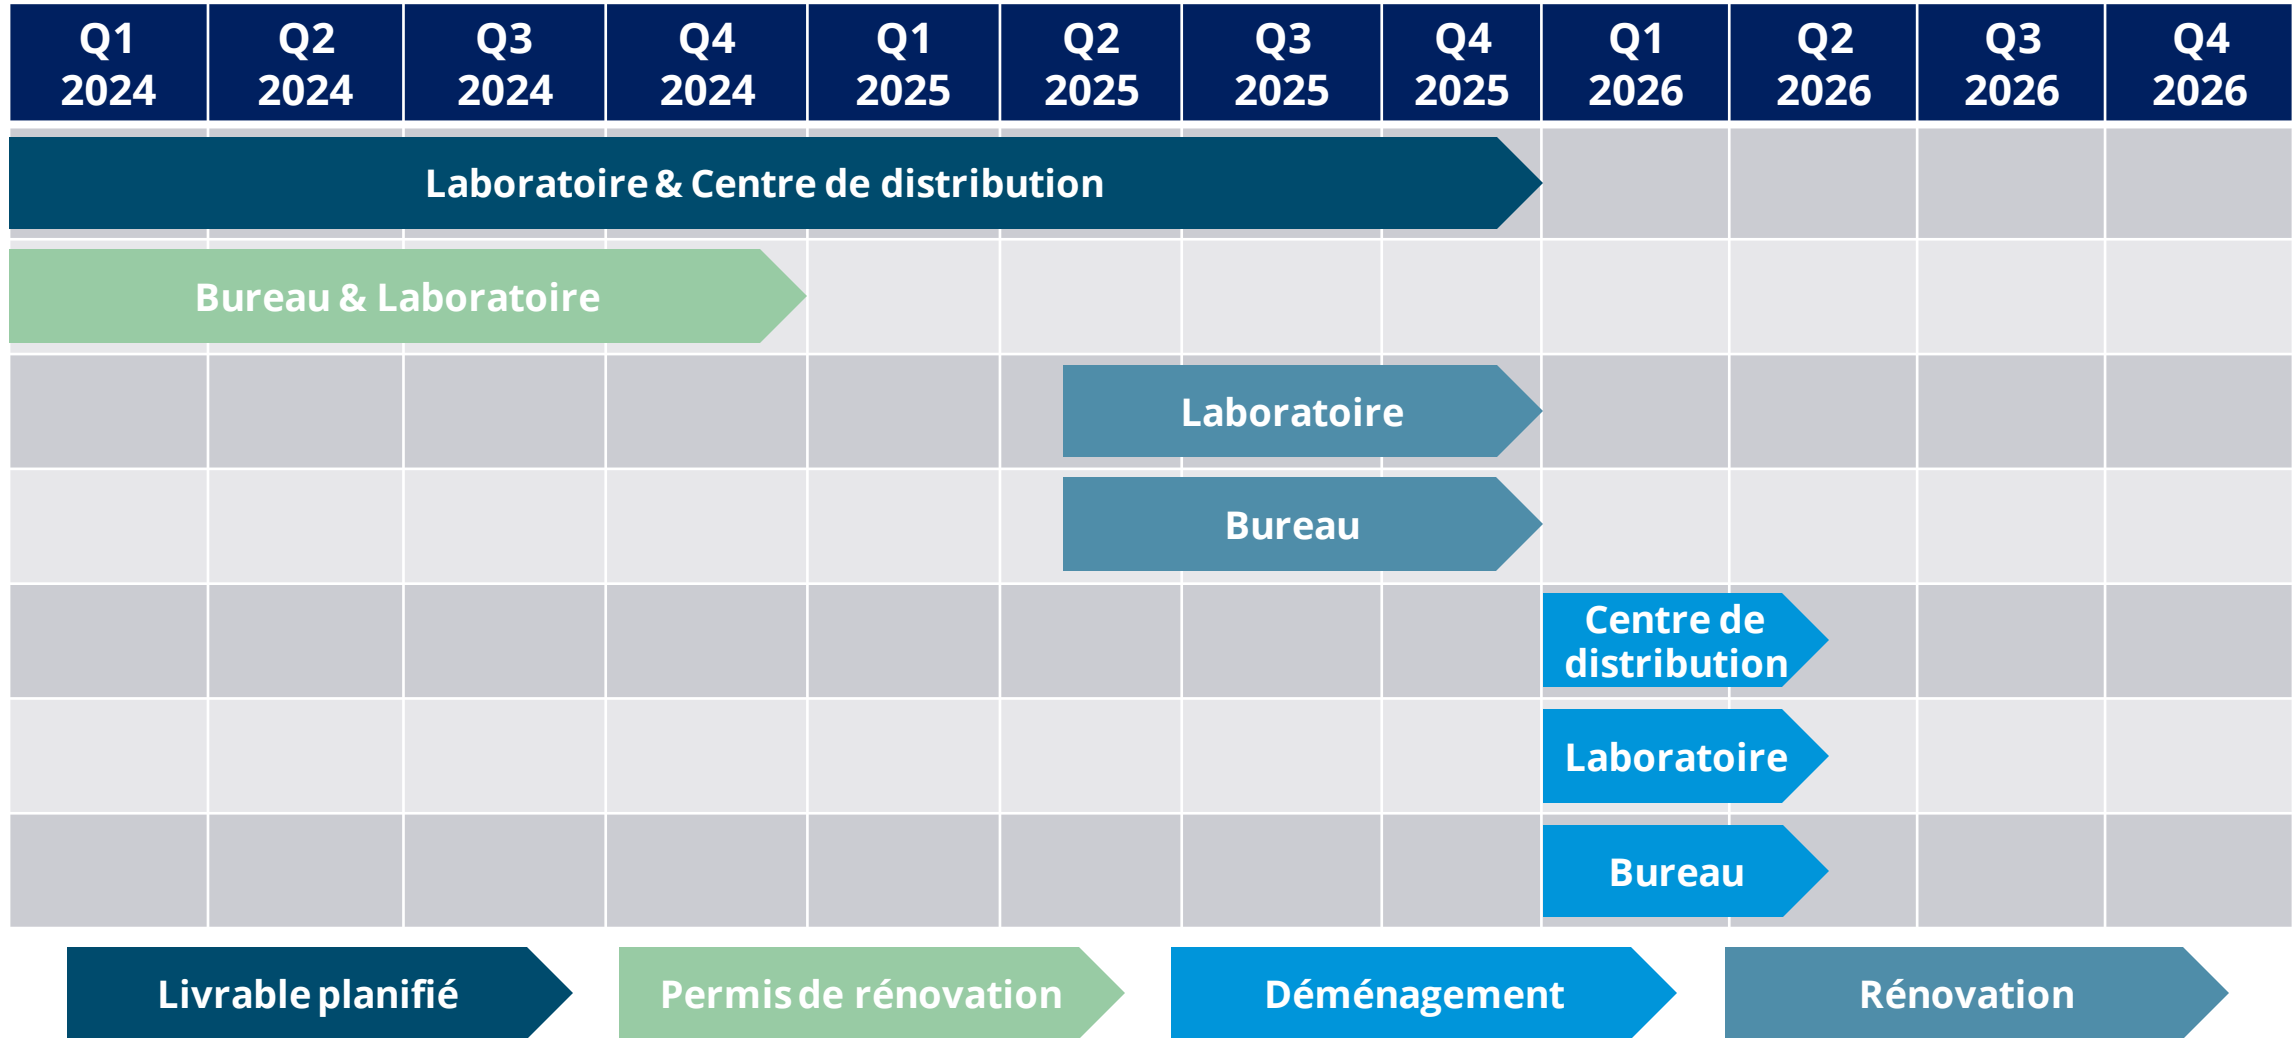 Q1 Q2 Q3 Q4 Q1 Q2 Q3 Q4 Q1 Q2 Q3 Q4
2024 2024 2024 2024 2025 2025 2025 2025 2026 2026 2026 2026
Laboratoire & Centre de distribution
Bureau & Laboratoire
Laboratoire
Bureau
Centre de
distribution
Laboratoire
Bureau
Livrable planifié Permis de rénovation Déménagement Rénovation